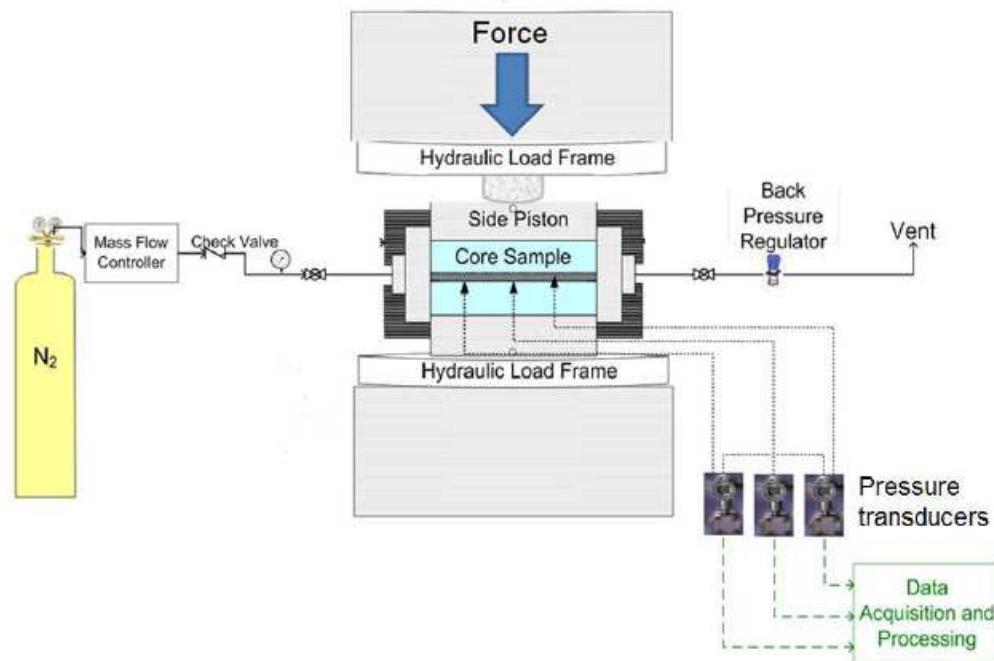 Force
Hydraulic Load Frame
Side Piston
Core Sample
Hydraulic Load Frame
Mass Flow
Controller
Check Valve
N₂
Back
Pressure
Regulator
Vent
Pressure
transducers
Data
Acquisition and
Processing